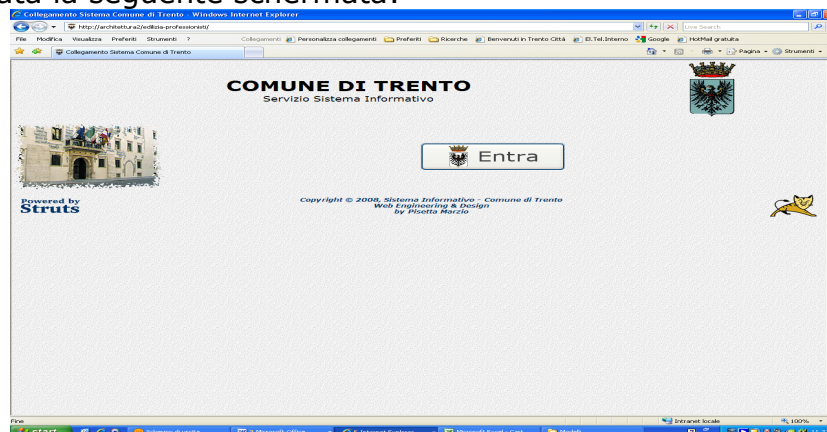 ata la seguente schermata:
Collegamento Sistema Comune di Trento - Windows Internet Explorer
http://architettura2/edilizia-professionisti/
Live Search
File Modifica Visualizza Preferiti Strumenti ?
Collegamenti Personalizza collegamenti Preferiti Ricerche Benvenuti in Trento Città El.Tel.Interno Google HotMail gratuita
Collegamento Sistema Comune di Trento
Pagina Strumenti
COMUNE DI TRENTO
Servizio Sistema Informativo
Entra
Powered by
Struts
Copyright © 2008, Sistema Informativo - Comune di Trento
Web Engineering & Design
by Pisetta Marzio
Fine
Intranet locale
100%
start